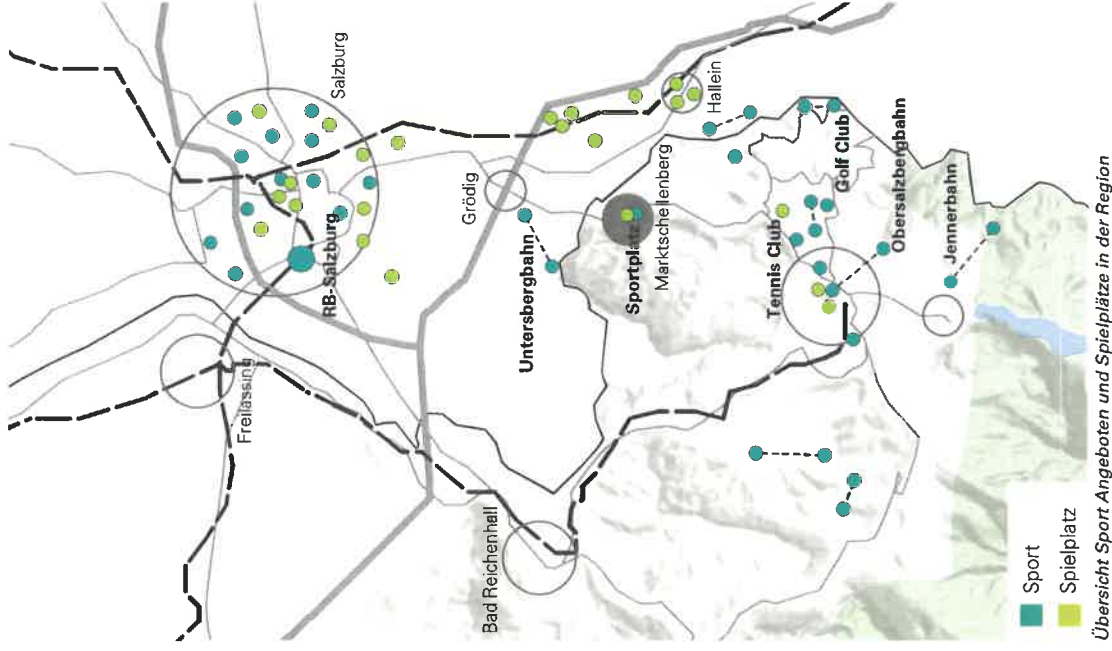 Salzburg
RB-Salzburg
Freilassing
Grödig
Hallein
Untersbergbahn
Sportplatz
Marktschellenberg
Bad Reichenhall
Golf Club
Tennis Club
Obersalzbergbahn
Jennerbahn
Sport
Spielplatz
Übersicht Sport Angeboten und Spielplätze in der Region